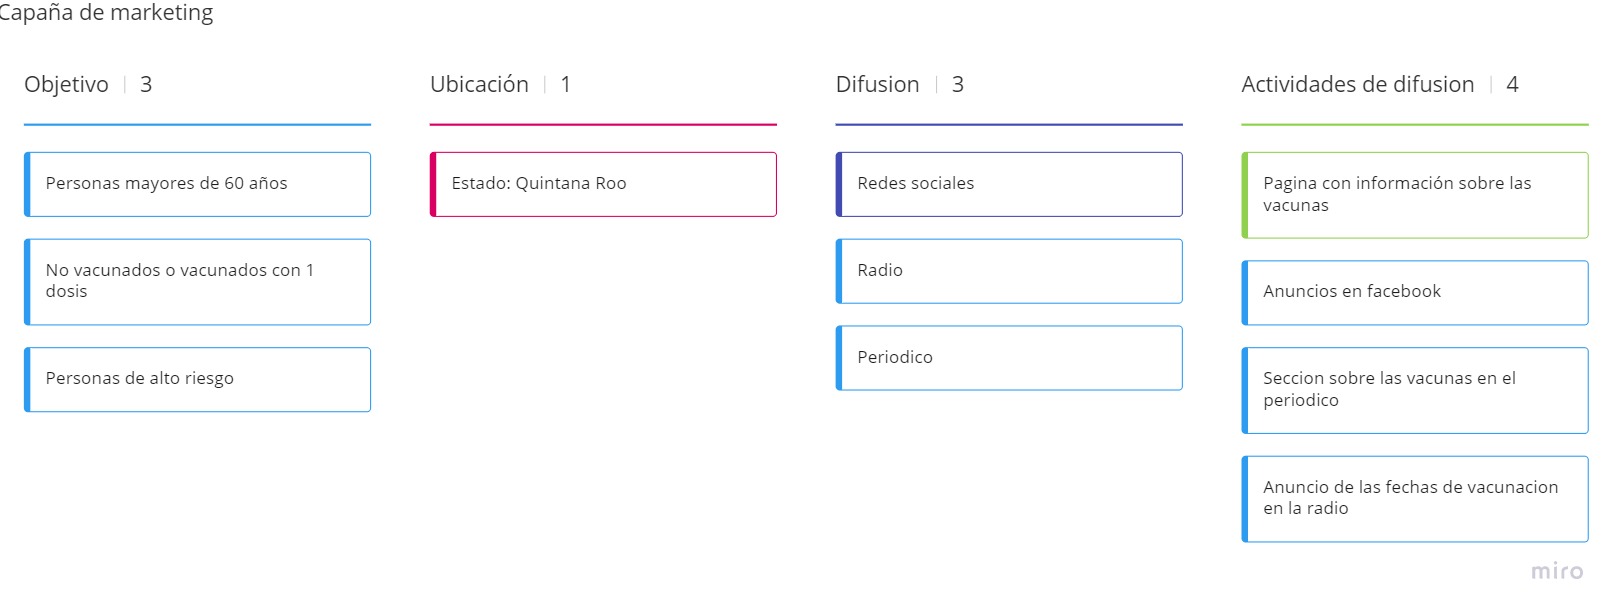 Capaña de marketing
Objetivo | 3
Personas mayores de 60 años
No vacunados o vacunados con 1
dosis
Personas de alto riesgo
Ubicación | 1
Estado: Quintana Roo
Difusion | 3
Redes sociales
Radio
Periodico
Actividades de difusion | 4
Pagina con información sobre las
vacunas
Anuncios en facebook
Seccion sobre las vacunas en el
periodico
Anuncio de las fechas de vacunacion
en la radio
miro